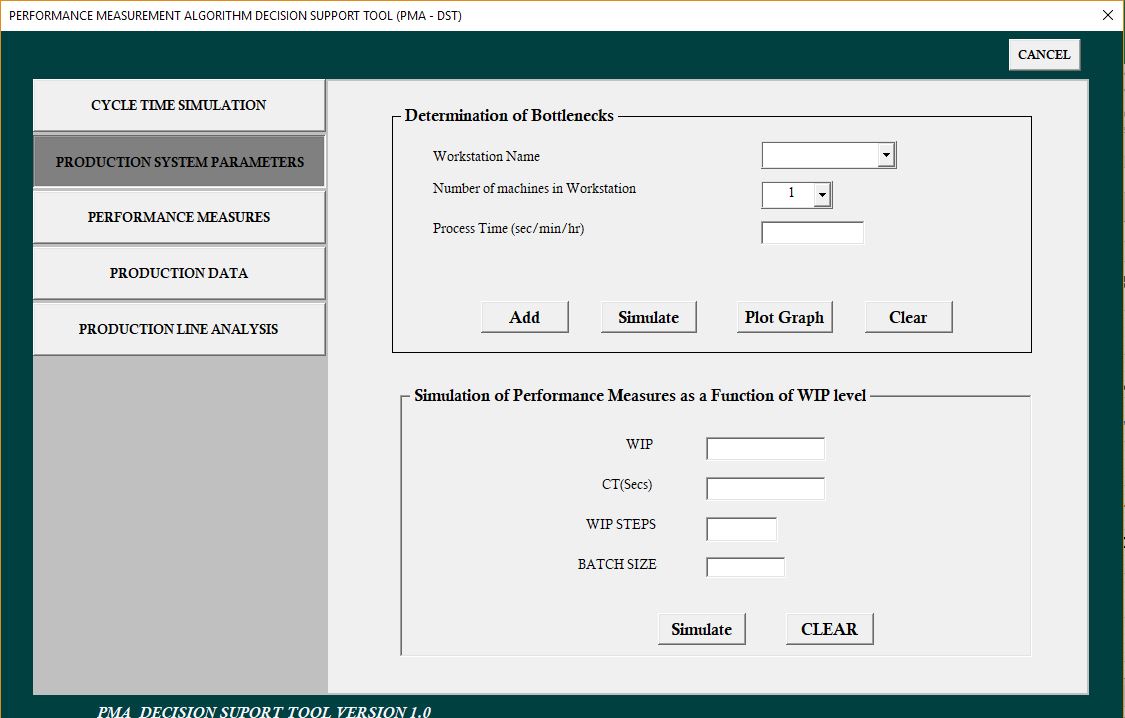 PERFORMANCE MEASUREMENT ALGORITHM DECISION SUPPORT TOOL (PMA - DST)
CANCEL
CYCLE TIME SIMULATION
PRODUCTION SYSTEM PARAMETERS
PERFORMANCE MEASURES
PRODUCTION DATA
PRODUCTION LINE ANALYSIS
Determination of Bottlenecks
Workstation Name
Number of machines in Workstation 1
Process Time (sec/min/hr)
Add Simulate Plot Graph Clear
Simulation of Performance Measures as a Function of WIP level
WIP
CT(Secs)
WIP STEPS
BATCH SIZE
Simulate CLEAR
PMA DECISION SUPORT TOOL VERSION 1.0